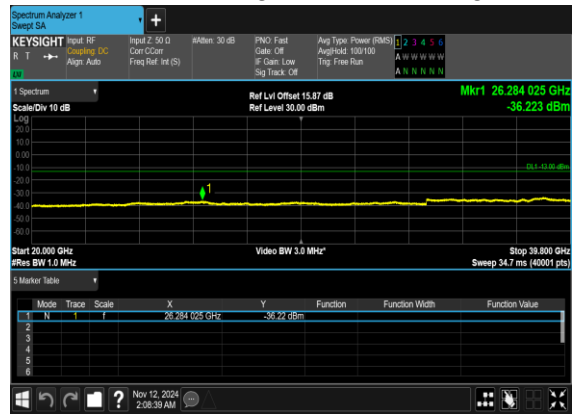 Spectrum Analyzer 1
Swept SA
KEYSIGHT Input: RF Input Z: 50 Ω #Atten: 30 dB PNO: Fast Avg Type: Power (RMS) 1 2 3 4 5 6
R T Coupling: DC Corr CCorr Gate: Off Avg|Hold: 100/100 A W W W W W
Align: Auto Freq Ref: Int (S) IF Gain: Low Trig: Free Run
LW Sig Track: Off A N N N N N
1 Spectrum Ref Lvl Offset 15.87 dB Mkr1 26.284 025 GHz
Scale/Div 10 dB Ref Level 30.00 dBm -36.223 dBm
Log
20.0
10.0
0.00
-10.0 DL1 -13.00 dBm
-20.0
-30.0 1
-40.0
-50.0
-60.0
Start 20.000 GHz Video BW 3.0 MHz* Stop 39.800 GHz
#Res BW 1.0 MHz Sweep 34.7 ms (40001 pts)
5 Marker Table
Mode Trace Scale X Y Function Function Width Function Value
1 N 1 f 26.284 025 GHz -36.22 dBm
2
3
4
5
6
? Nov 12, 2024
2:08:39 AM